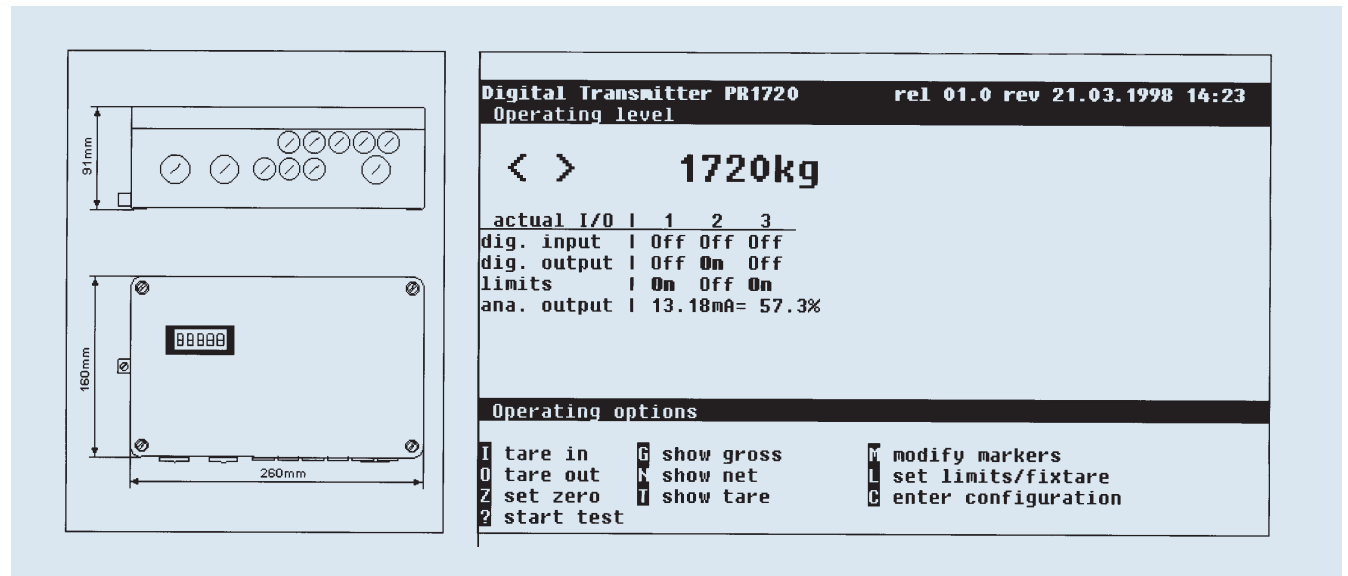 91mm
88888
160mm
260mm
Digital Transmitter PR1720 rel 01.0 rev 21.03.1998 14:23
Operating level
< > 1720kg
actual I/O | 1 2 3
dig. input | Off Off Off
dig. output | Off On Off
limits | On Off On
ana. output | 13.18mA= 57.3%
Operating options
I tare in G show gross M modify markers
O tare out N show net L set limits/fixtare
Z set zero T show tare C enter configuration
? start test